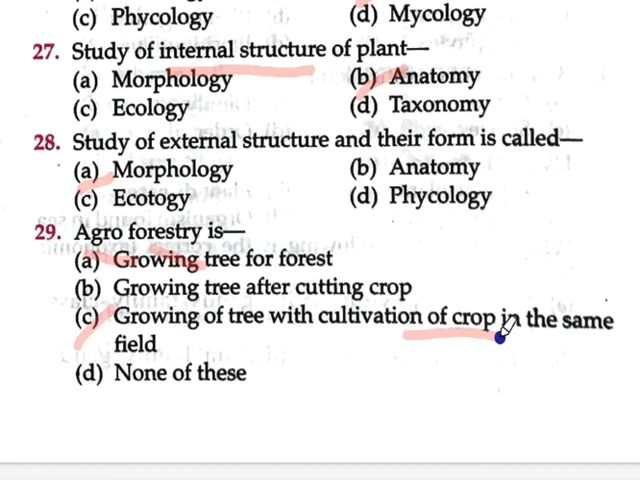 (c) Phycology (d) Mycology
27. Study of internal structure of plant—
(a) Morphology (b) Anatomy
(c) Ecology (d) Taxonomy
28. Study of external structure and their form is called—
(a) Morphology (b) Anatomy
(c) Ecotogy (d) Phycology
29. Agro forestry is—
(a) Growing tree for forest
(b) Growing tree after cutting crop
(c) Growing of tree with cultivation of crop in the same
field
(d) None of these